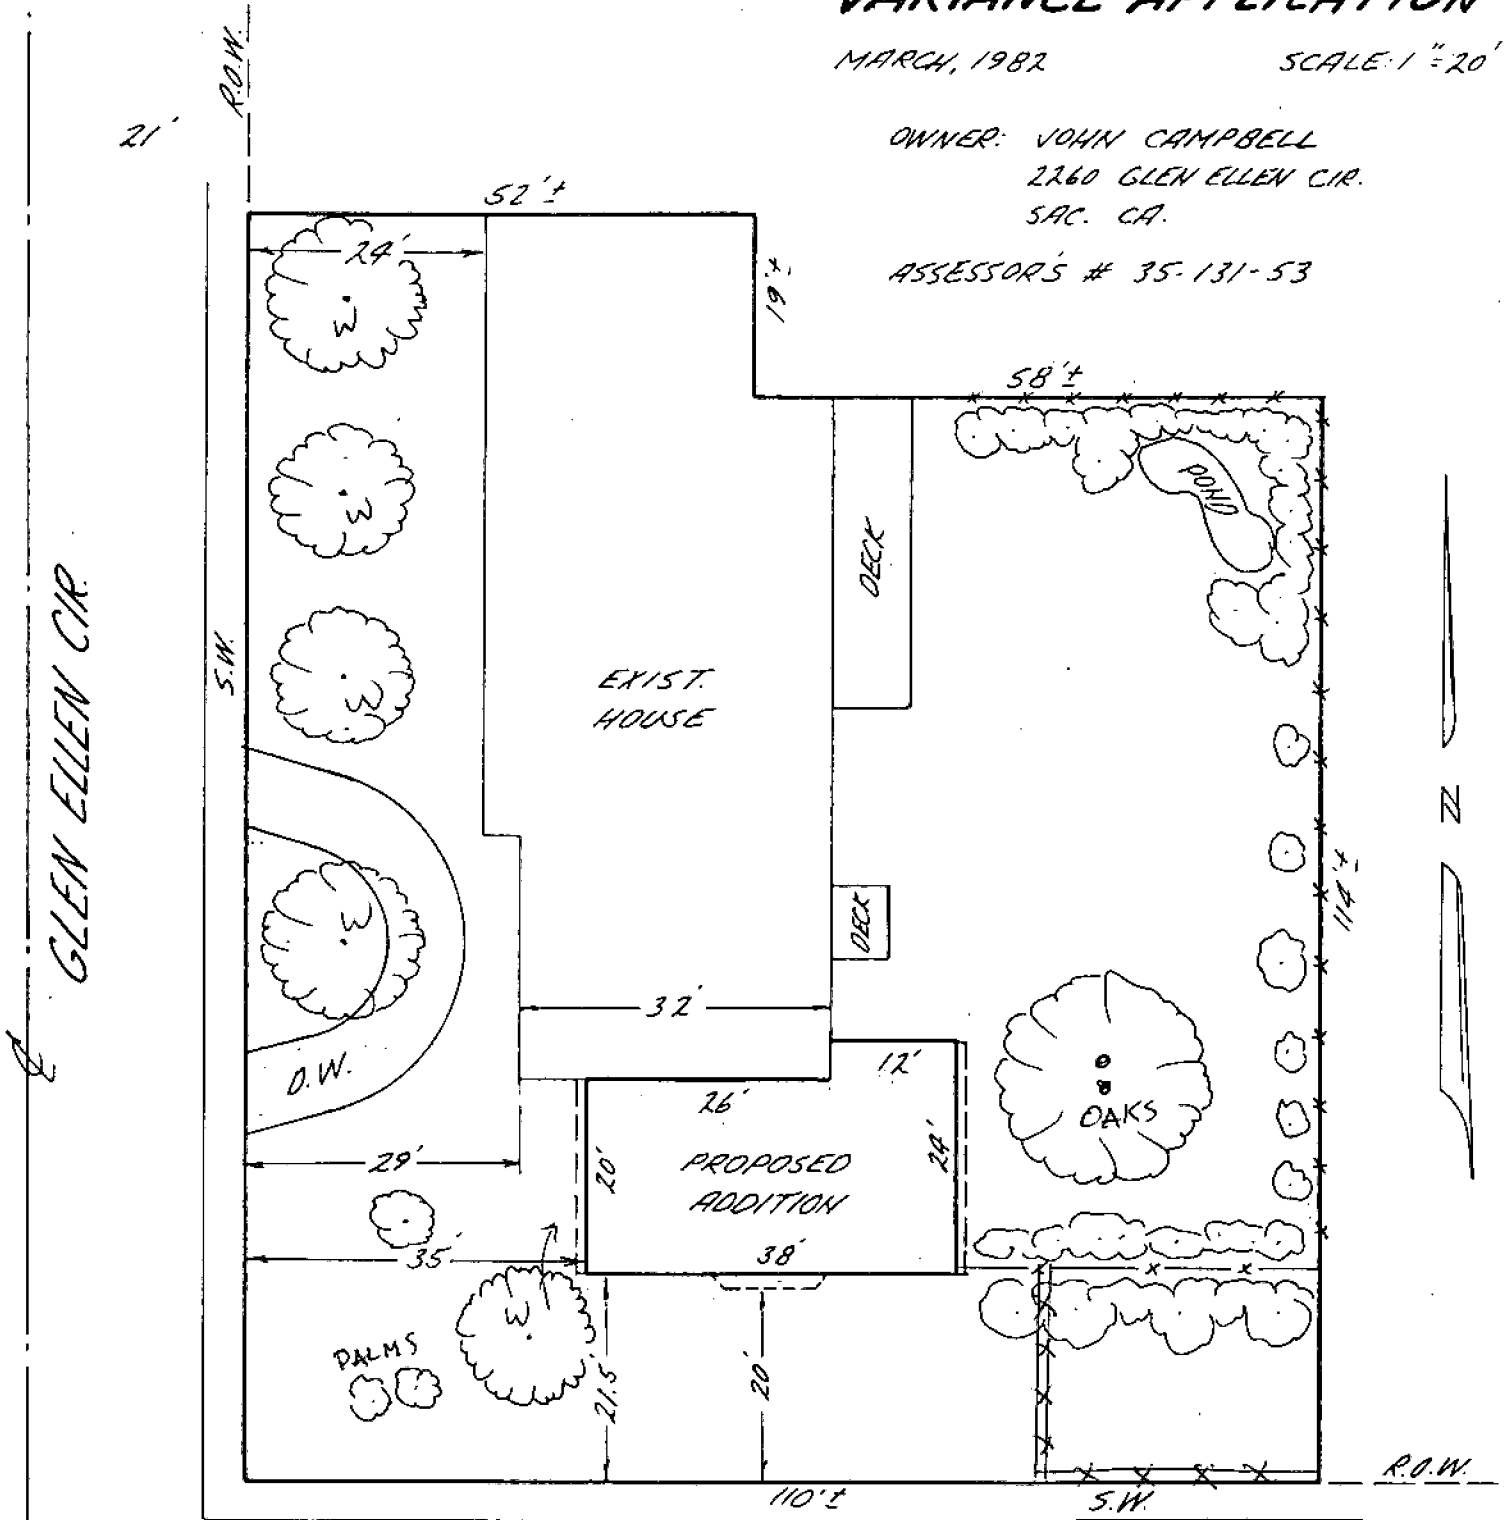 VARIANCE APPLICATION
MARCH, 1982
SCALE: 1"=20'
R.O.W.
21'
OWNER: JOHN CAMPBELL
2260 GLEN ELLEN CIR.
SAC. CA.
ASSESSOR'S # 35-131-53
52'±
24'
19'±
58'±
W
POND
W
DECK
GLEN ELLEN CIR.
S.W.
EXIST.
HOUSE
W
N
114'±
W
DECK
32'
D.W.
12'
26'
OAKS
29'
20'
PROPOSED
ADDITION
24'
35'
38'
W
PALMS
21.5'
20'
110'±
S.W.
R.O.W.